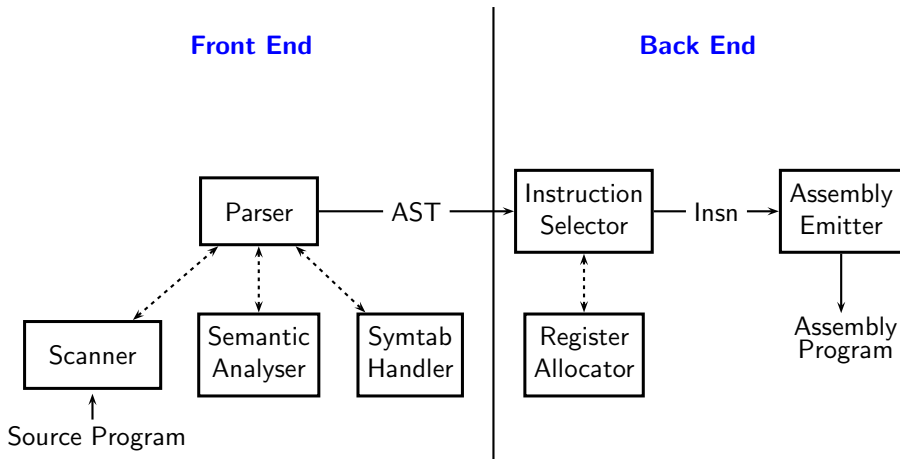 Front End
Back End
Parser
AST
Instruction
Selector
Insn
Assembly
Emitter
Scanner
Semantic
Analyser
Symtab
Handler
Register
Allocator
Assembly
Program
Source Program